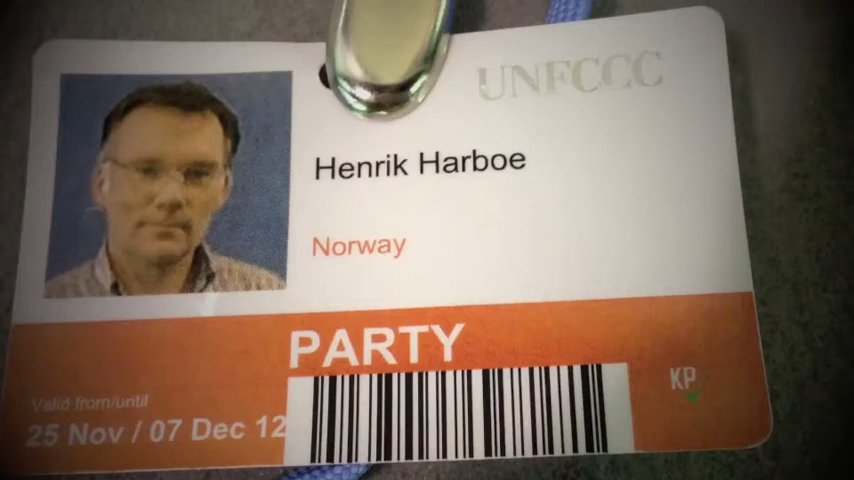 UNFCCC
Henrik Harboe
Norway
PARTY
KP
Valid from/until
25 Nov / 07 Dec 12